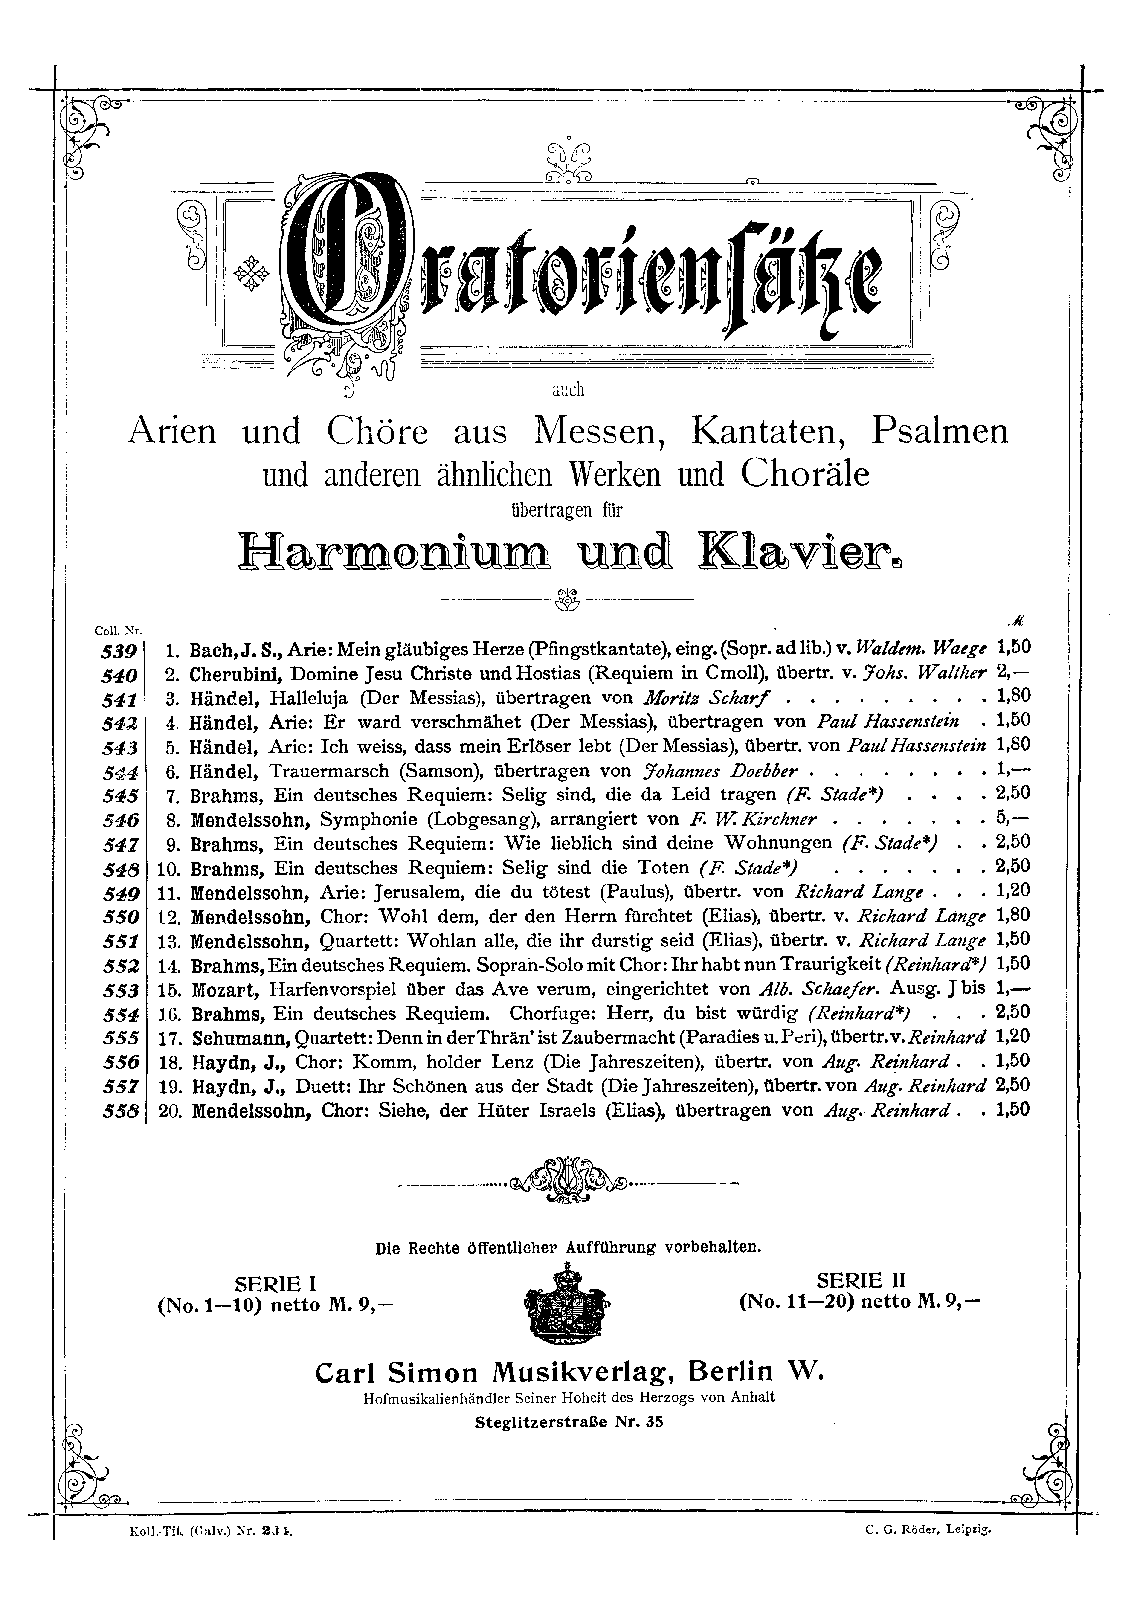 Oratoriensätze
auch
Arien und Chöre aus Messen, Kantaten, Psalmen
und anderen ähnlichen Werken und Choräle
übertragen für
Harmonium und Klavier.
Coll. Nr. ℳ
539 1. Bach, J. S., Arie: Mein gläubiges Herze (Pfingstkantate), eing. (Sopr. ad lib.) v. Waldem. Waege 1,50
540 2. Cherubini, Domine Jesu Christe und Hostias (Requiem in C moll), übertr. v. Johs. Walther 2,—
541 3. Händel, Halleluja (Der Messias), übertragen von Moritz Scharf . . . . . . . . . 1,80
542 4. Händel, Arie: Er ward verschmähet (Der Messias), übertragen von Paul Hassenstein . 1,50
543 5. Händel, Arie: Ich weiss, dass mein Erlöser lebt (Der Messias), übertr. von Paul Hassenstein 1,80
544 6. Händel, Trauermarsch (Samson), übertragen von Johannes Doebber . . . . . . . . 1,—
545 7. Brahms, Ein deutsches Requiem: Selig sind, die da Leid tragen (F. Stade*) . . . . 2,50
546 8. Mendelssohn, Symphonie (Lobgesang), arrangiert von F. W. Kirchner . . . . . . . 5,—
547 9. Brahms, Ein deutsches Requiem: Wie lieblich sind deine Wohnungen (F. Stade*) . . 2,50
548 10. Brahms, Ein deutsches Requiem: Selig sind die Toten (F. Stade*) . . . . . . . 2,50
549 11. Mendelssohn, Arie: Jerusalem, die du tötest (Paulus), übertr. von Richard Lange . . . 1,20
550 12. Mendelssohn, Chor: Wohl dem, der den Herrn fürchtet (Elias), übertr. v. Richard Lange 1,80
551 13. Mendelssohn, Quartett: Wohlan alle, die ihr durstig seid (Elias), übertr. v. Richard Lange 1,50
552 14. Brahms, Ein deutsches Requiem. Sopran-Solo mit Chor: Ihr habt nun Traurigkeit (Reinhard*) 1,50
553 15. Mozart, Harfenvorspiel über das Ave verum, eingerichtet von Alb. Schaefer. Ausg. J bis 1,—
554 16. Brahms, Ein deutsches Requiem. Chorfuge: Herr, du bist würdig (Reinhard*) . . . 2,50
555 17. Schumann, Quartett: Denn in der Thrän' ist Zaubermacht (Paradies u. Peri), übertr. v. Reinhard 1,20
556 18. Haydn, J., Chor: Komm, holder Lenz (Die Jahreszeiten), übertr. von Aug. Reinhard . . 1,50
557 19. Haydn, J., Duett: Ihr Schönen aus der Stadt (Die Jahreszeiten), übertr. von Aug. Reinhard 2,50
558 20. Mendelssohn, Chor: Siehe, der Hüter Israels (Elias), übertragen von Aug. Reinhard . . 1,50
Die Rechte öffentlicher Aufführung vorbehalten.
SERIE I SERIE II
(No. 1—10) netto M. 9,— (No. 11—20) netto M. 9,—
Carl Simon Musikverlag, Berlin W.
Hofmusikalienhändler Seiner Hoheit des Herzogs von Anhalt
Steglitzerstraße Nr. 35
Koll.-Tit. (Galv.) Nr. C. G. Röder, Leipzig.